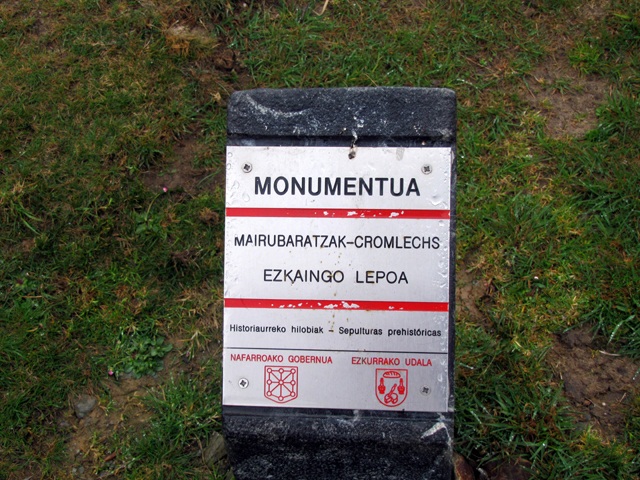 MONUMENTUA
MAIRUBARATZAK-CROMLECHS
EZKAINGO LEPOA
Historiaurreko hilobiak - Sepulturas prehistóricas
NAFARROAKO GOBERNUA EZKURRAKO UDALA